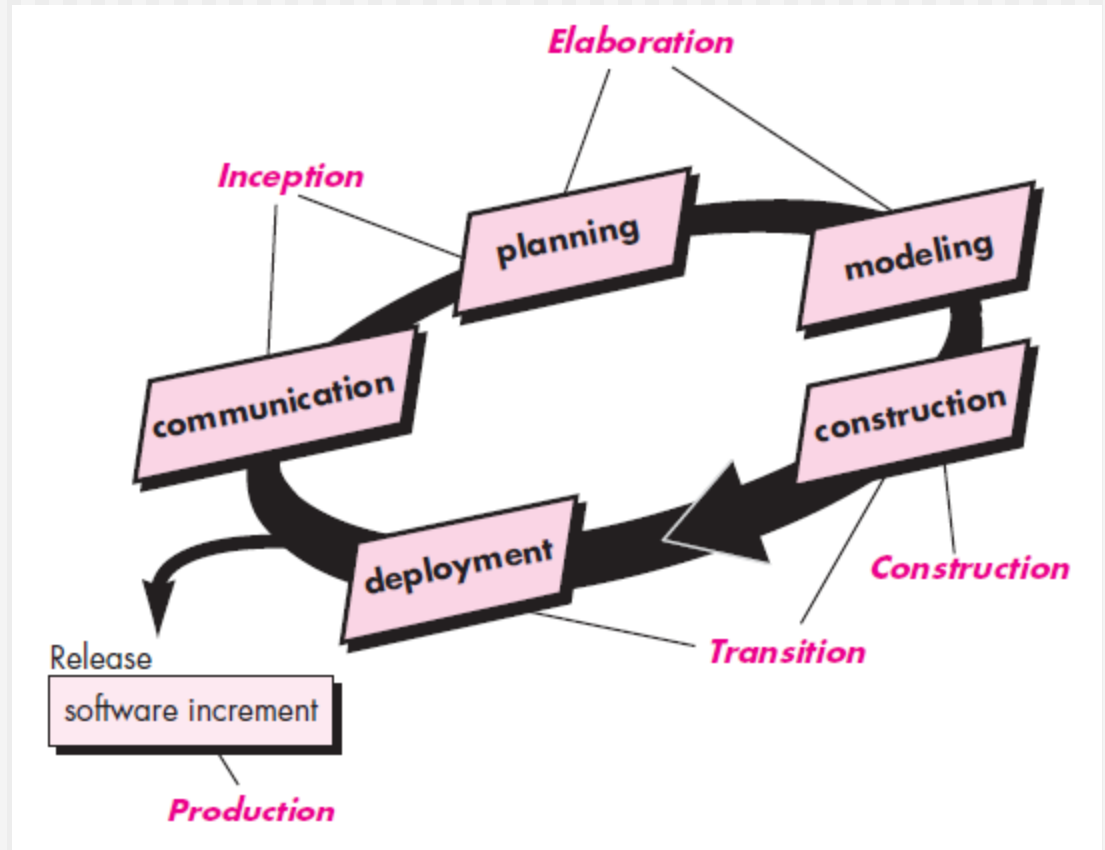 Elaboration
Inception
planning
modeling
communication
construction
deployment
Construction
Transition
Release
software increment
Production